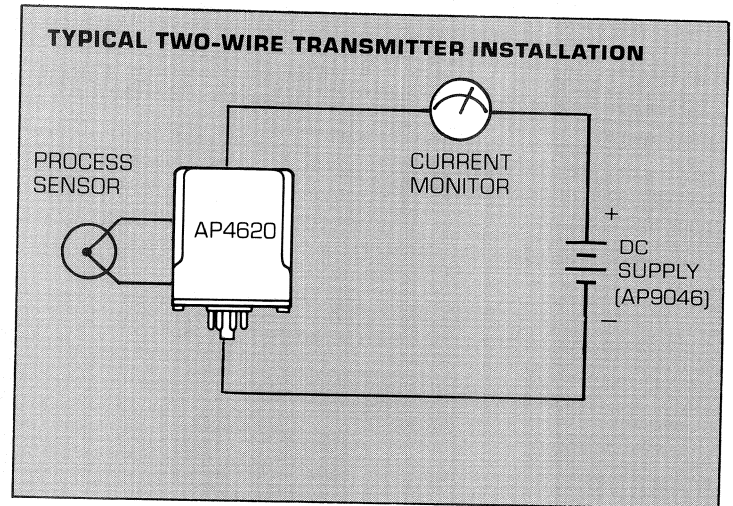 TYPICAL TWO-WIRE TRANSMITTER INSTALLATION
PROCESS
SENSOR
AP4620
CURRENT
MONITOR
+
DC
SUPPLY
(AP9046)
−